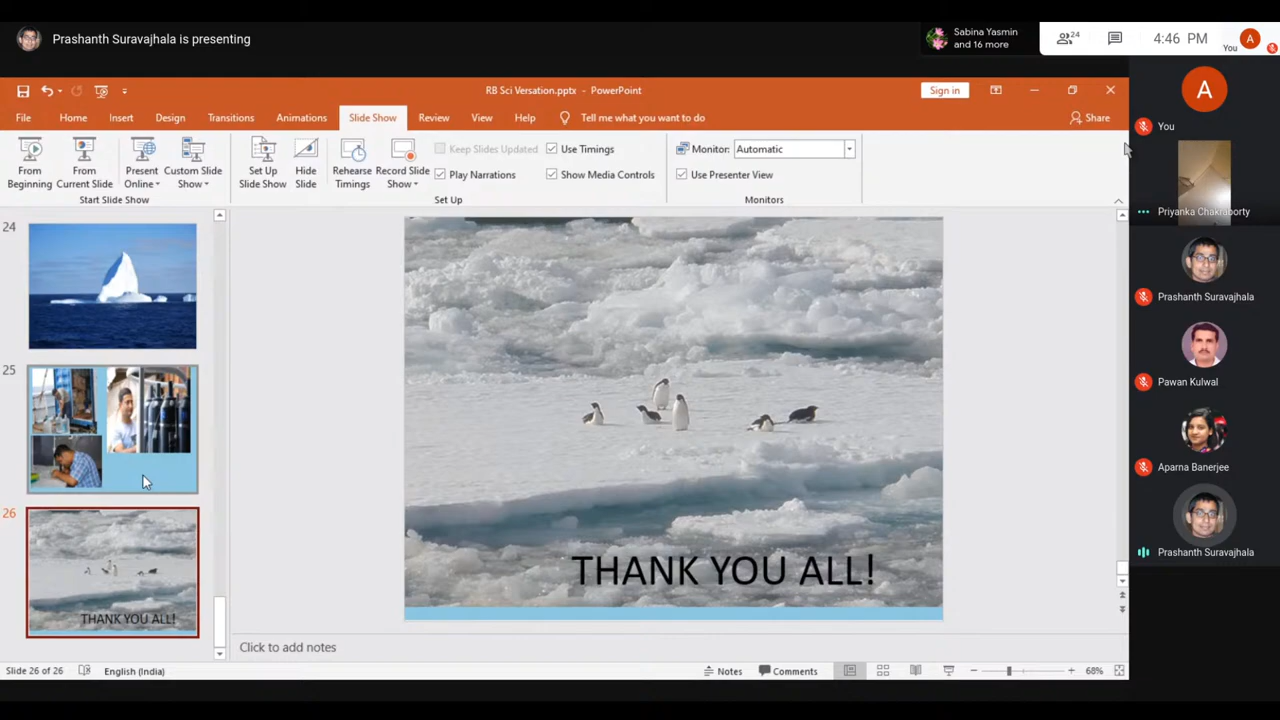 Prashanth Suravajhala is presenting
Sabina Yasmin
and 16 more
24
4:46 PM
You
A
RB Sci Versation.pptx - PowerPoint
Sign in
A
File
Home
Insert
Design
Transitions
Animations
Slide Show
Review
View
Help
Tell me what you want to do
Share
You
From
Beginning
From
Current Slide
Present
Online
Custom Slide
Show
Start Slide Show
Set Up
Slide Show
Hide
Slide
Rehearse
Timings
Record Slide
Show
Keep Slides Updated
Play Narrations
Use Timings
Show Media Controls
Set Up
Monitor:
Automatic
Use Presenter View
Monitors
Priyanka Chakraborty
Prashanth Suravajhala
Pawan Kulwal
Aparna Banerjee
Prashanth Suravajhala
24
25
26
THANK YOU ALL!
THANK YOU ALL!
Click to add notes
Slide 26 of 26
English (India)
Notes
Comments
68%